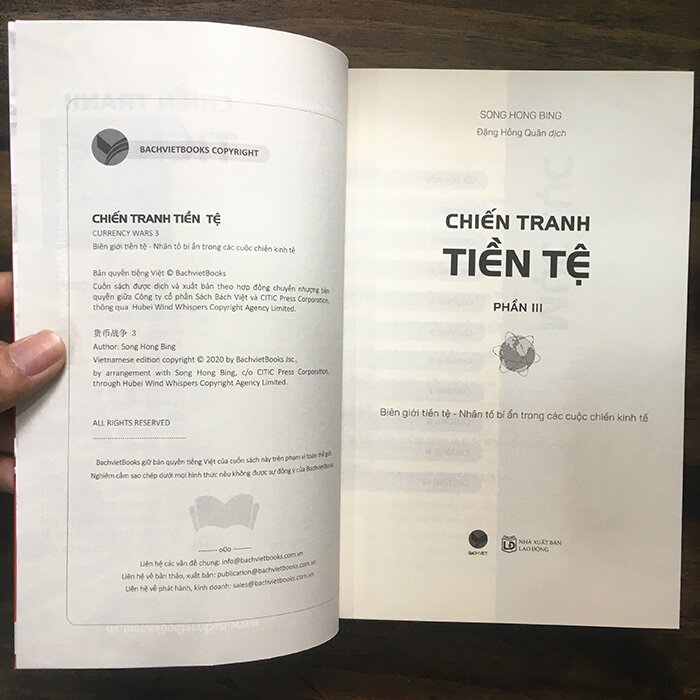 BACHVIETBOOKS COPYRIGHT
CHIẾN TRANH TIỀN TỆ
CURRENCY WARS 3
Biên giới tiền tệ - Nhân tố bí ẩn trong các cuộc chiến kinh tế
Bản quyền tiếng Việt © BachvietBooks
Cuốn sách được dịch và xuất bản theo hợp đồng chuyển nhượng bản
quyền giữa Công ty cổ phần Sách Bách Việt và CITIC Press Corporation,
thông qua Hubei Wind Whispers Copyright Agency Limited.
货币战争 3
Author: Song Hong Bing
Vietnamese edition copyright © 2020 by BachvietBooks Jsc.,
by arrangement with Song Hong Bing, c/o CITIC Press Corporation,
through Hubei Wind Whispers Copyright Agency Limited.
ALL RIGHTS RESERVED
BachvietBooks giữ bản quyền tiếng Việt của cuốn sách này trên phạm vi toàn thế giới.
Nghiêm cấm sao chép dưới mọi hình thức nếu không được sự đồng ý của BachvietBooks.
-------- o0o --------
Liên hệ các vấn đề chung: info@bachvietbooks.com.vn
Liên hệ về bản thảo, xuất bản: publication@bachvietbooks.com.vn
Liên hệ về phát hành, kinh doanh: sales@bachvietbooks.com.vn
SONG HONG BING
Đặng Hồng Quân dịch
CHIẾN TRANH
TIỀN TỆ
PHẦN III
Biên giới tiền tệ - Nhân tố bí ẩn trong các cuộc chiến kinh tế
BACHVIET
LĐ
NHÀ XUẤT BẢN
LAO ĐỘNG